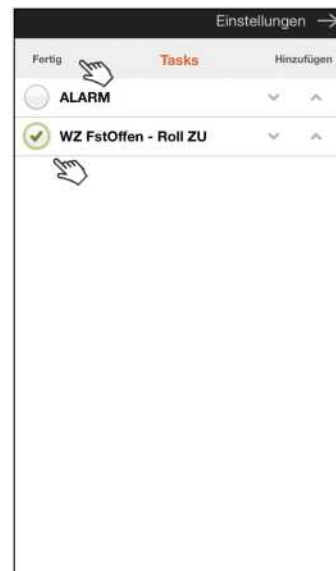 Einstellungen →
Fertig Tasks Hinzufügen
ALARM
WZ FstOffen - Roll ZU